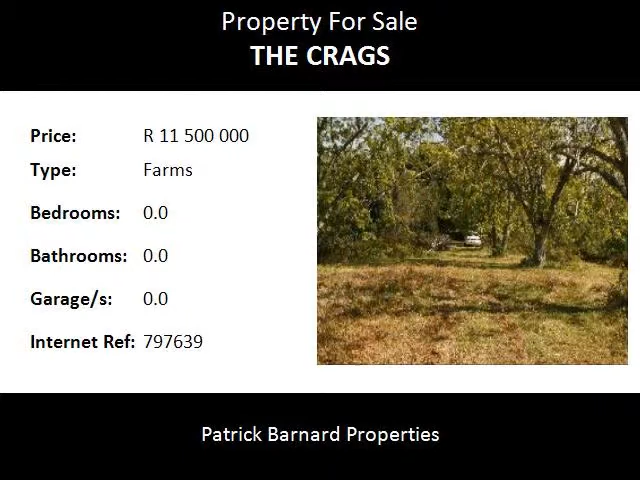 Property For Sale
THE CRAGS
Price: R 11 500 000
Type: Farms
Bedrooms: 0.0
Bathrooms: 0.0
Garage/s: 0.0
Internet Ref: 797639
Patrick Barnard Properties